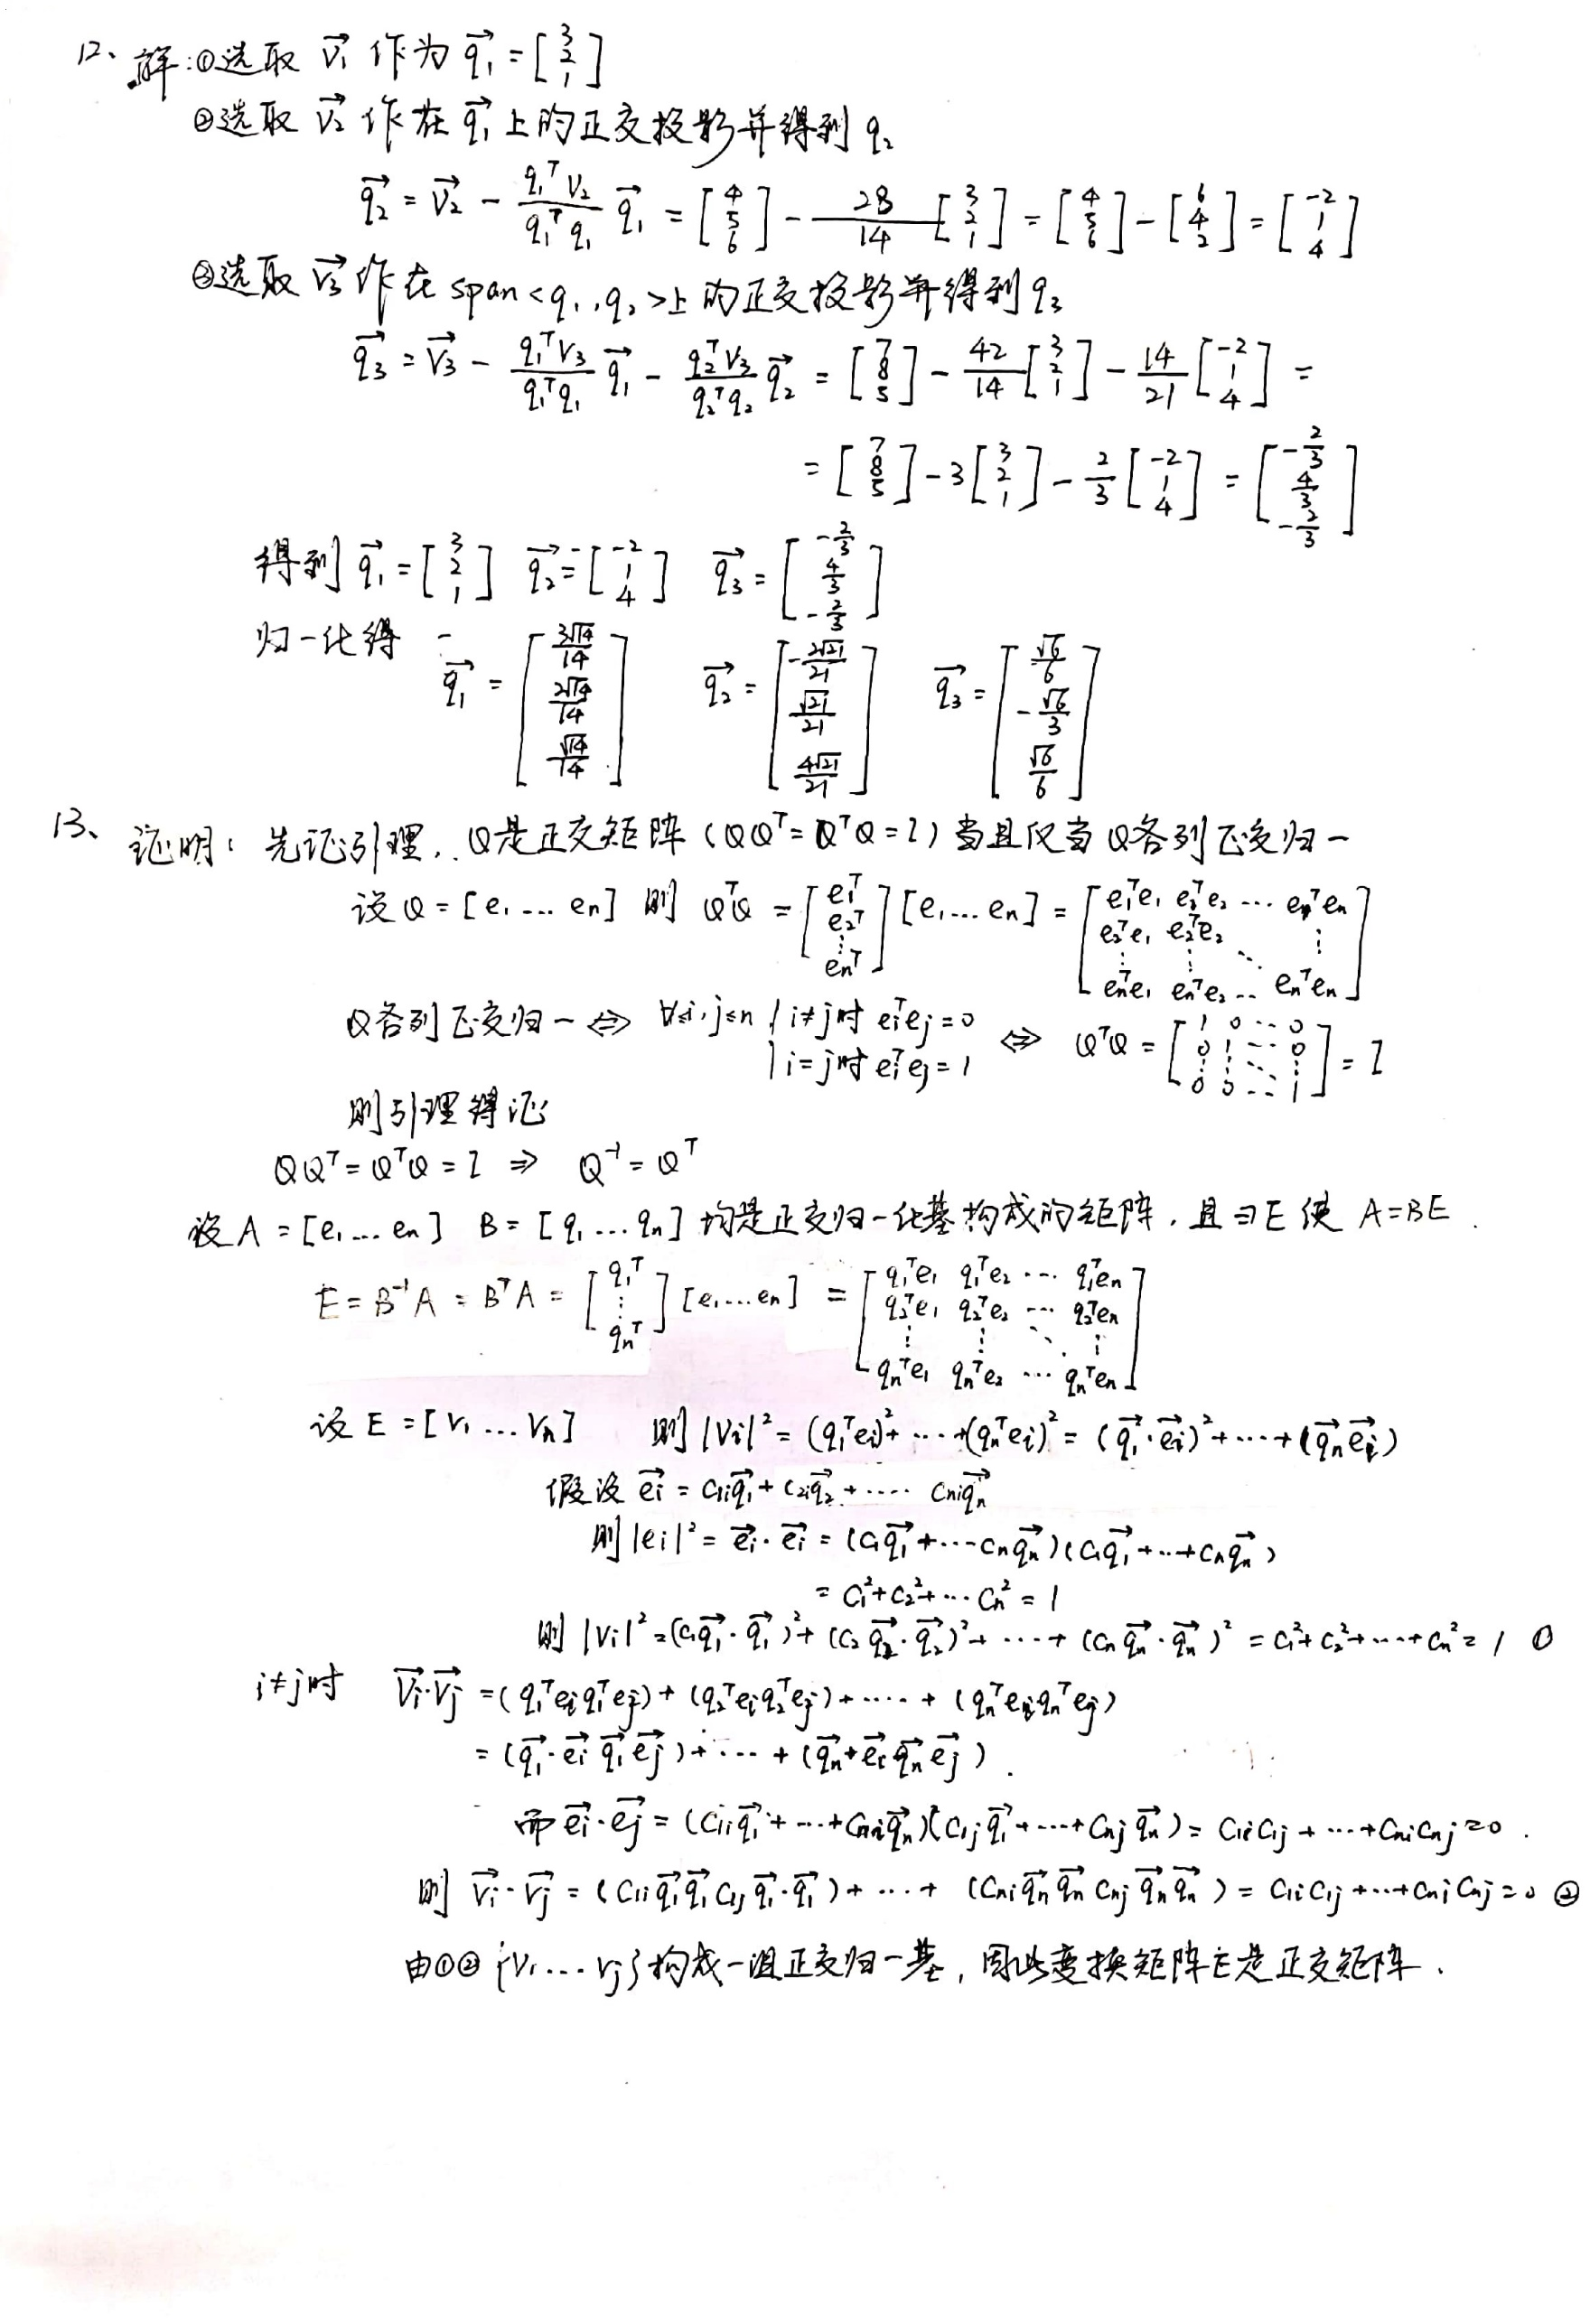 12、解:①选取 v₁⃗ 作为 q₁⃗ = [3 2 1]
②选取 v₂⃗ 作在 q₁⃗ 上的正交投影并得到 q₂
q₂⃗ = v₂⃗ - (q₁ᵀv₂)/(q₁ᵀq₁) q₁⃗ = [4 5 6] - 28/14 [3 2 1] = [4 5 6] - [6 4 2] = [-2 1 4]
③选取 v₃⃗ 作在 span<q₁,q₂>上的正交投影并得到 q₃
q₃⃗ = v₃⃗ - (q₁ᵀv₃)/(q₁ᵀq₁) q₁⃗ - (q₂ᵀv₃)/(q₂ᵀq₂) q₂⃗ = [7 8 5] - 42/14 [3 2 1] - 14/21 [-2 1 4] =
= [7 8 5] - 3[3 2 1] - 2/3 [-2 1 4] = [-2/3 4/3 -2/3]
得到 q₁⃗ = [3 2 1] q₂⃗ = [-2 1 4] q₃⃗ = [-2/3 4/3 -2/3]
归一化得 q₁⃗ = [3√14/14 2√14/14 √14/14] q₂⃗ = [-2√21/21 √21/21 4√21/21] q₃⃗ = [√6/6 -√6/3 √6/6]
13、证明: 先证引理, Q是正交矩阵 (QQᵀ=QᵀQ=I) 当且仅当 Q各列正交归一
设 Q = [e₁ ... eₙ] 则 QᵀQ = [e₁ᵀ e₂ᵀ ⋮ eₙᵀ] [e₁ ... eₙ] = [e₁ᵀe₁ e₁ᵀe₂ ... e₁ᵀeₙ e₂ᵀe₁ e₂ᵀe₂ ⋮ eₙᵀe₁ eₙᵀe₂ ... eₙᵀeₙ]
Q各列正交归一 ⇔ ∀i,j≤n { i≠j时 eᵢᵀeⱼ=0 i=j时 eᵢᵀeⱼ=1 ⇔ QᵀQ = [1 0 ... 0 0 1 ... 0 ⋮ 0 0 ... 1] = I
则引理得证
QQᵀ = QᵀQ = I ⇒ Q⁻¹ = Qᵀ
设 A = [e₁ ... eₙ] B = [q₁ ... qₙ] 均是正交归一化基构成的矩阵, 且∃E 使 A=BE.
E = B⁻¹A = BᵀA = [q₁ᵀ ⋮ qₙᵀ] [e₁ ... eₙ] = [q₁ᵀe₁ q₁ᵀe₂ ... q₁ᵀeₙ q₂ᵀe₁ q₂ᵀe₂ ... q₂ᵀeₙ ⋮ qₙᵀe₁ qₙᵀe₂ ... qₙᵀeₙ]
设 E = [v₁ ... vₙ] 则 |vᵢ|² = (q₁ᵀeᵢ)² + ... + (qₙᵀeᵢ)² = (q₁⃗·eᵢ⃗)² + ... + (qₙ⃗eᵢ⃗)
假设 eᵢ⃗ = c₁ᵢq₁⃗ + c₂ᵢq₂⃗ + .... cₙᵢqₙ⃗
则 |eᵢ|² = eᵢ⃗·eᵢ⃗ = (c₁q₁⃗ + ... cₙqₙ⃗)(c₁q₁⃗ + ... + cₙqₙ⃗)
= c₁² + c₂² + ... cₙ² = 1
则 |vᵢ|² = (c₁q₁⃗·q₁⃗)² + (c₂q₂⃗·q₂⃗)² + ... + (cₙqₙ⃗·qₙ⃗)² = c₁² + c₂² + ... + cₙ² = 1 ①
i≠j时 vᵢ⃗·vⱼ⃗ = (q₁ᵀeᵢq₁ᵀeⱼ) + (q₂ᵀeᵢq₂ᵀeⱼ) + .... + (qₙᵀeᵢqₙᵀeⱼ)
= (q₁⃗·eᵢ⃗ q₁⃗eⱼ⃗) + ... + (qₙ⃗·eᵢ⃗qₙ⃗eⱼ⃗).
而 eᵢ⃗·eⱼ⃗ = (c₁ᵢq₁⃗ + ... + cₙᵢqₙ⃗)(c₁ⱼq₁⃗ + ... + cₙⱼqₙ⃗) = c₁ᵢc₁ⱼ + ... + cₙᵢcₙⱼ = 0.
则 vᵢ⃗·vⱼ⃗ = (c₁ᵢq₁⃗q₁⃗c₁ⱼq₁⃗·q₁⃗) + ... + (cₙᵢqₙ⃗qₙ⃗cₙⱼqₙ⃗qₙ⃗) = c₁ᵢc₁ⱼ + ... + cₙᵢcₙⱼ = 0 ②
由①② {v₁ ... vⱼ} 构成一组正交归一基, 因此变换矩阵E是正交矩阵.